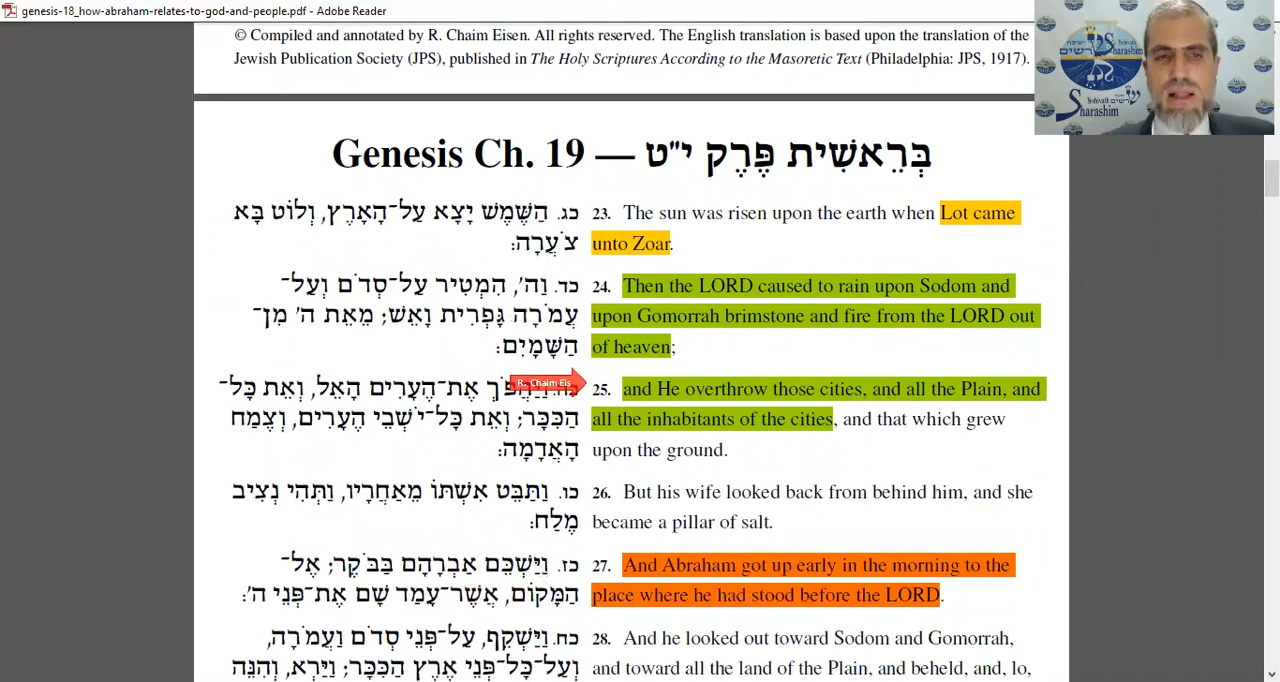 genesis-18_how-abraham-relates-to-god-and-people.pdf - Adobe Reader
© Compiled and annotated by R. Chaim Eisen. All rights reserved. The English translation is based upon the translation of the
Jewish Publication Society (JPS), published in The Holy Scriptures According to the Masoretic Text (Philadelphia: JPS, 1917).
ישיבת
שרשים
Yeshivath
Sharashim
Genesis Ch. 19 — בְּרֵאשִׁית פֶּרֶק י"ט
כג. הַשֶּׁמֶשׁ יָצָא עַל־הָאָרֶץ, וְלוֹט בָּא
צֹעֲרָה:
23. The sun was risen upon the earth when Lot came
unto Zoar.
כד. וַה', הִמְטִיר עַל־סְדֹם וְעַל־
עֲמֹרָה גָּפְרִית וָאֵשׁ; מֵאֵת ה' מִן־
הַשָּׁמָיִם:
24. Then the LORD caused to rain upon Sodom and
upon Gomorrah brimstone and fire from the LORD out
of heaven;
R. Chaim Eis
אֶת־הֶעָרִים הָאֵל, וְאֵת כָּל־
הַכִּכָּר; וְאֵת כָּל־יֹשְׁבֵי הֶעָרִים, וְצֶמַח
הָאֲדָמָה:
25. and He overthrow those cities, and all the Plain, and
all the inhabitants of the cities, and that which grew
upon the ground.
כו. וַתַּבֵּט אִשְׁתּוֹ מֵאַחֲרָיו, וַתְּהִי נְצִיב
מֶלַח:
26. But his wife looked back from behind him, and she
became a pillar of salt.
כז. וַיַּשְׁכֵּם אַבְרָהָם בַּבֹּקֶר; אֶל־
הַמָּקוֹם, אֲשֶׁר־עָמַד שָׁם אֶת־פְּנֵי ה':
27. And Abraham got up early in the morning to the
place where he had stood before the LORD.
כח. וַיַּשְׁקֵף, עַל־פְּנֵי סְדֹם וַעֲמֹרָה,
וְעַל־כָּל־פְּנֵי אֶרֶץ הַכִּכָּר; וַיַּרְא, וְהִנֵּה
28. And he looked out toward Sodom and Gomorrah,
and toward all the land of the Plain, and beheld, and, lo,